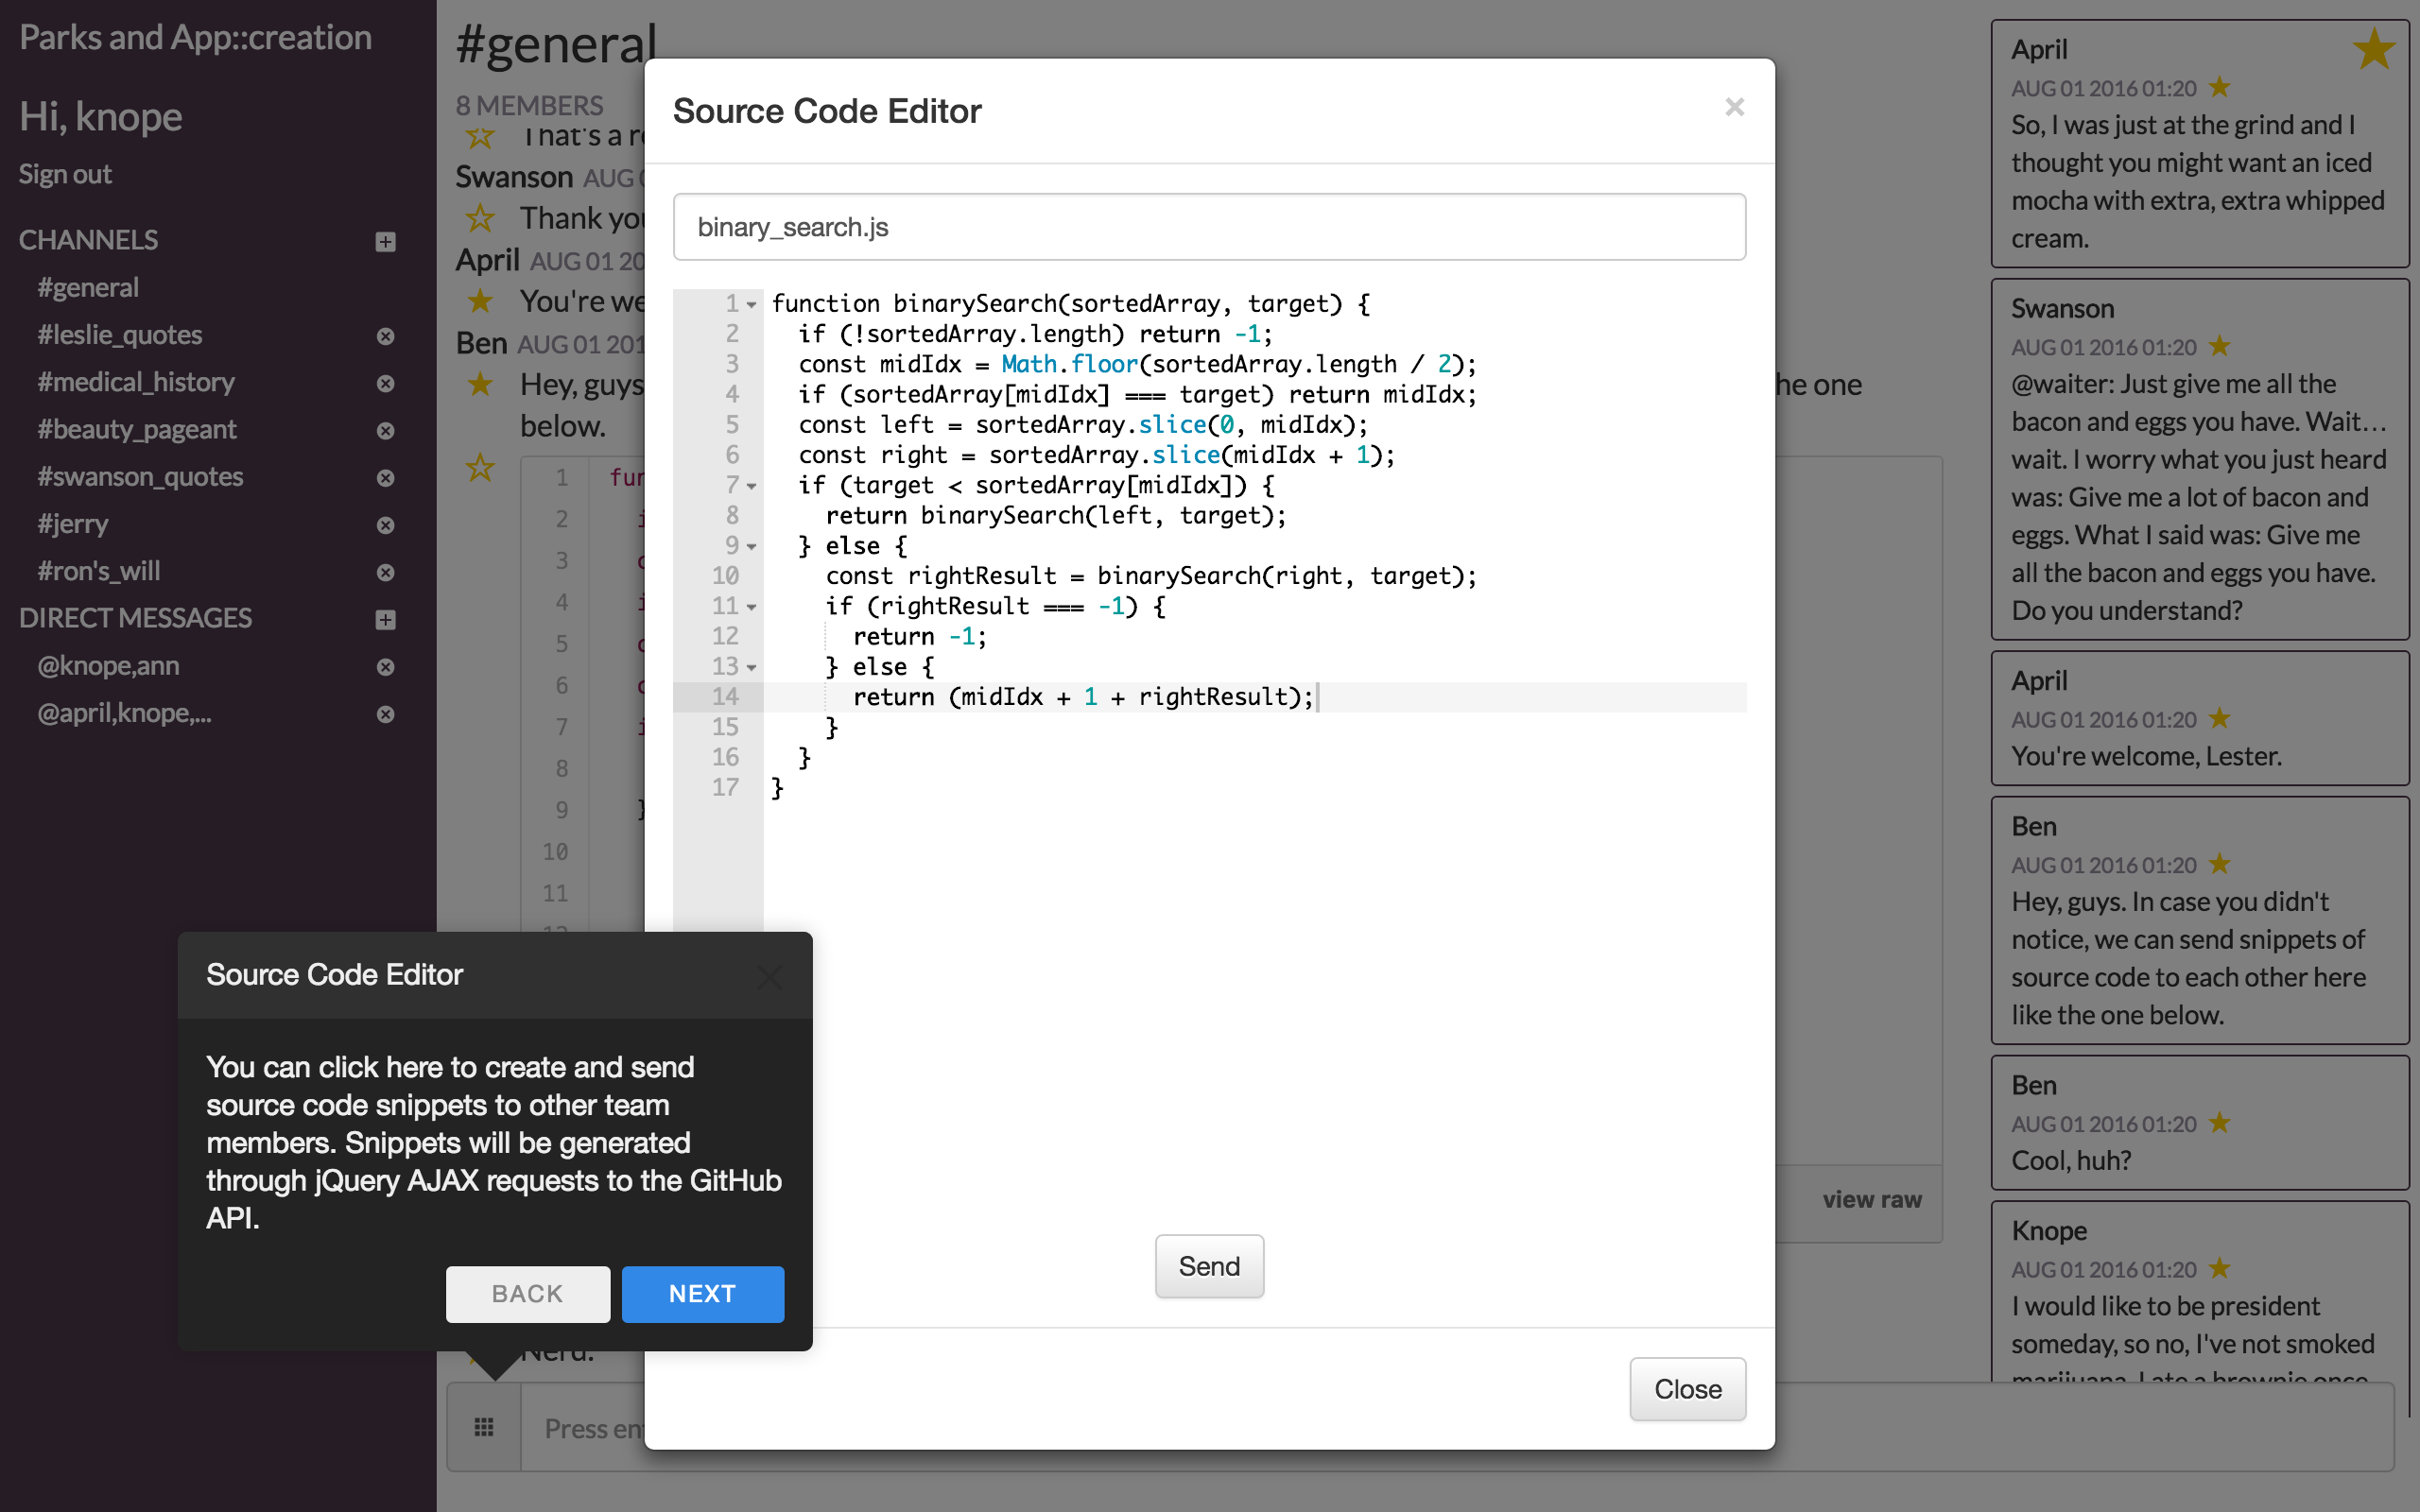 Parks and App::creation
Hi, knope
Sign out
CHANNELS
#general
#leslie_quotes
#medical_history
#beauty_pageant
#swanson_quotes
#jerry
#ron's_will
DIRECT MESSAGES
@knope,ann
@april,knope,...
#general
8 MEMBERS
That's a
Swanson AUG
Thank you
April AUG 01 20
You're we
Ben AUG 01 201
Hey, guys
he one
below.
1
2
3
4
5
6
7
8
9 }
10
11
view raw
Nerd.
Press en
Source Code Editor
×
binary_search.js
1 function binarySearch(sortedArray, target) {
2 if (!sortedArray.length) return -1;
3 const midIdx = Math.floor(sortedArray.length / 2);
4 if (sortedArray[midIdx] === target) return midIdx;
5 const left = sortedArray.slice(0, midIdx);
6 const right = sortedArray.slice(midIdx + 1);
7 if (target < sortedArray[midIdx]) {
8 return binarySearch(left, target);
9 } else {
10 const rightResult = binarySearch(right, target);
11 if (rightResult === -1) {
12 return -1;
13 } else {
14 return (midIdx + 1 + rightResult);
15 }
16 }
17 }
Send
Close
Source Code Editor
You can click here to create and send
source code snippets to other team
members. Snippets will be generated
through jQuery AJAX requests to the GitHub
API.
BACK NEXT
April
AUG 01 2016 01:20
So, I was just at the grind and I
thought you might want an iced
mocha with extra, extra whipped
cream.
Swanson
AUG 01 2016 01:20
@waiter: Just give me all the
bacon and eggs you have. Wait...
wait. I worry what you just heard
was: Give me a lot of bacon and
eggs. What I said was: Give me
all the bacon and eggs you have.
Do you understand?
April
AUG 01 2016 01:20
You're welcome, Lester.
Ben
AUG 01 2016 01:20
Hey, guys. In case you didn't
notice, we can send snippets of
source code to each other here
like the one below.
Ben
AUG 01 2016 01:20
Cool, huh?
Knope
AUG 01 2016 01:20
I would like to be president
someday, so no, I've not smoked
marijuana. I ate a brownie once